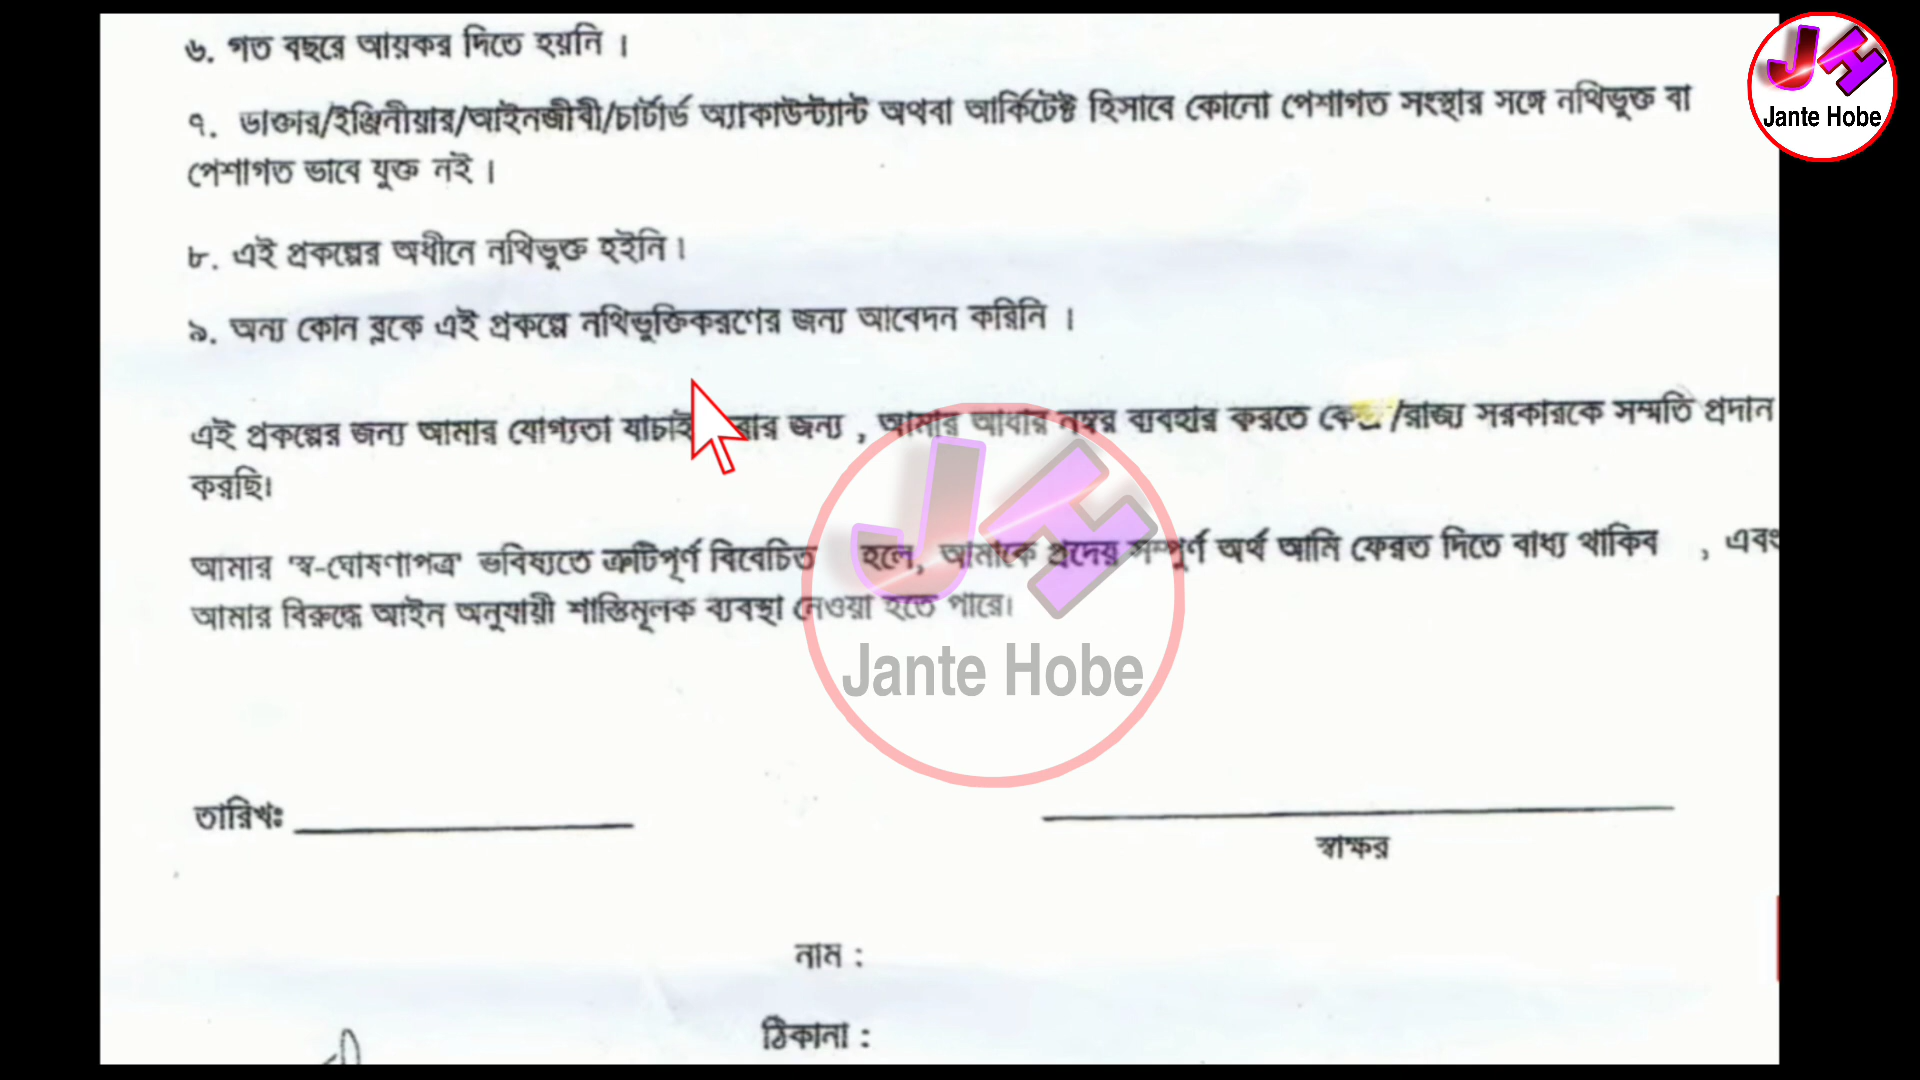 ৬. গত বছরে আয়কর দিতে হয়নি ।
৭. ডাক্তার/ইঞ্জিনীয়ার/আইনজীবী/চার্টার্ড অ্যাকাউন্ট্যান্ট অথবা আর্কিটেক্ট হিসাবে কোনো পেশাগত সংস্থার সঙ্গে নথিভুক্ত বা
পেশাগত ভাবে যুক্ত নই ।
৮. এই প্রকল্পের অধীনে নথিভুক্ত হইনি ।
৯. অন্য কোন ব্লকে এই প্রকল্পে নথিভুক্তিকরণের জন্য আবেদন করিনি ।
এই প্রকল্পের জন্য আমার যোগ্যতা যাচাই জন্য , আমার আধার নম্বর ব্যবহার করতে /রাজ্য সরকারকে সম্মতি প্রদান
করছি।
আমার 'স্ব-ঘোষণাপত্র' ভবিষ্যতে ত্রুটিপূর্ণ বিবেচিত হলে, আমাকে প্রদেয় সম্পূর্ণ অর্থ আমি ফেরত দিতে বাধ্য থাকিব , এবং
আমার বিরুদ্ধে আইন অনুযায়ী শাস্তিমূলক ব্যবস্থা নেওয়া হতে পারে।
তারিখঃ
স্বাক্ষর
নাম :
ঠিকানা :
JH
Jante Hobe
JH
Jante Hobe